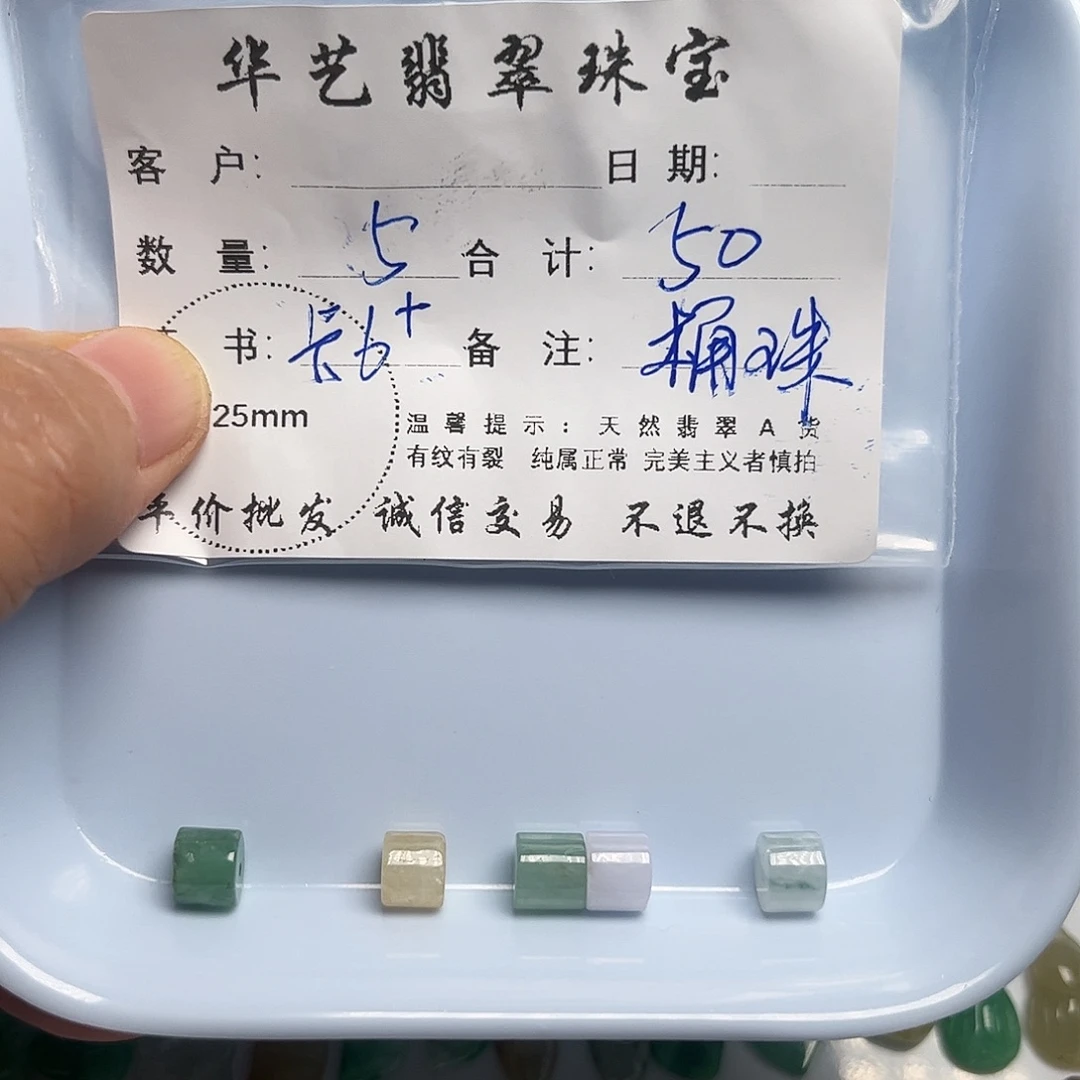 华艺翡翠珠宝
客 户： 日 期：
数 量：5 合 计：50
书：长6+ 备 注：桶珠
25mm
温馨提示：天然翡翠A货
有纹有裂 纯属正常 完美主义者慎拍
平价批发 诚信交易 不退不换